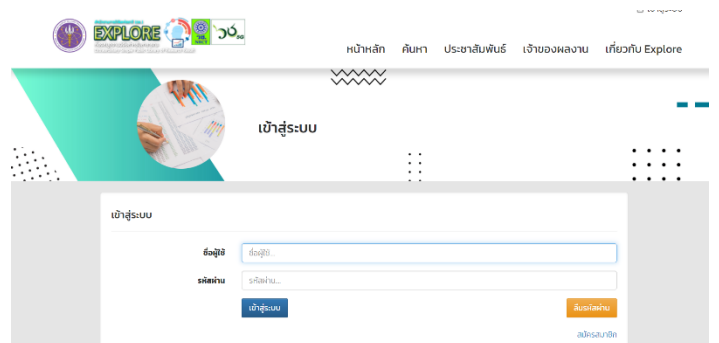 EXPLORE
วช
หน้าหลัก ค้นหา ประชาสัมพันธ์ เจ้าของผลงาน เกี่ยวกับ Explore
เข้าสู่ระบบ
เข้าสู่ระบบ
ชื่อผู้ใช้ ชื่อผู้ใช้...
รหัสผ่าน รหัสผ่าน...
เข้าสู่ระบบ ลืมรหัสผ่าน
สมัครสมาชิก